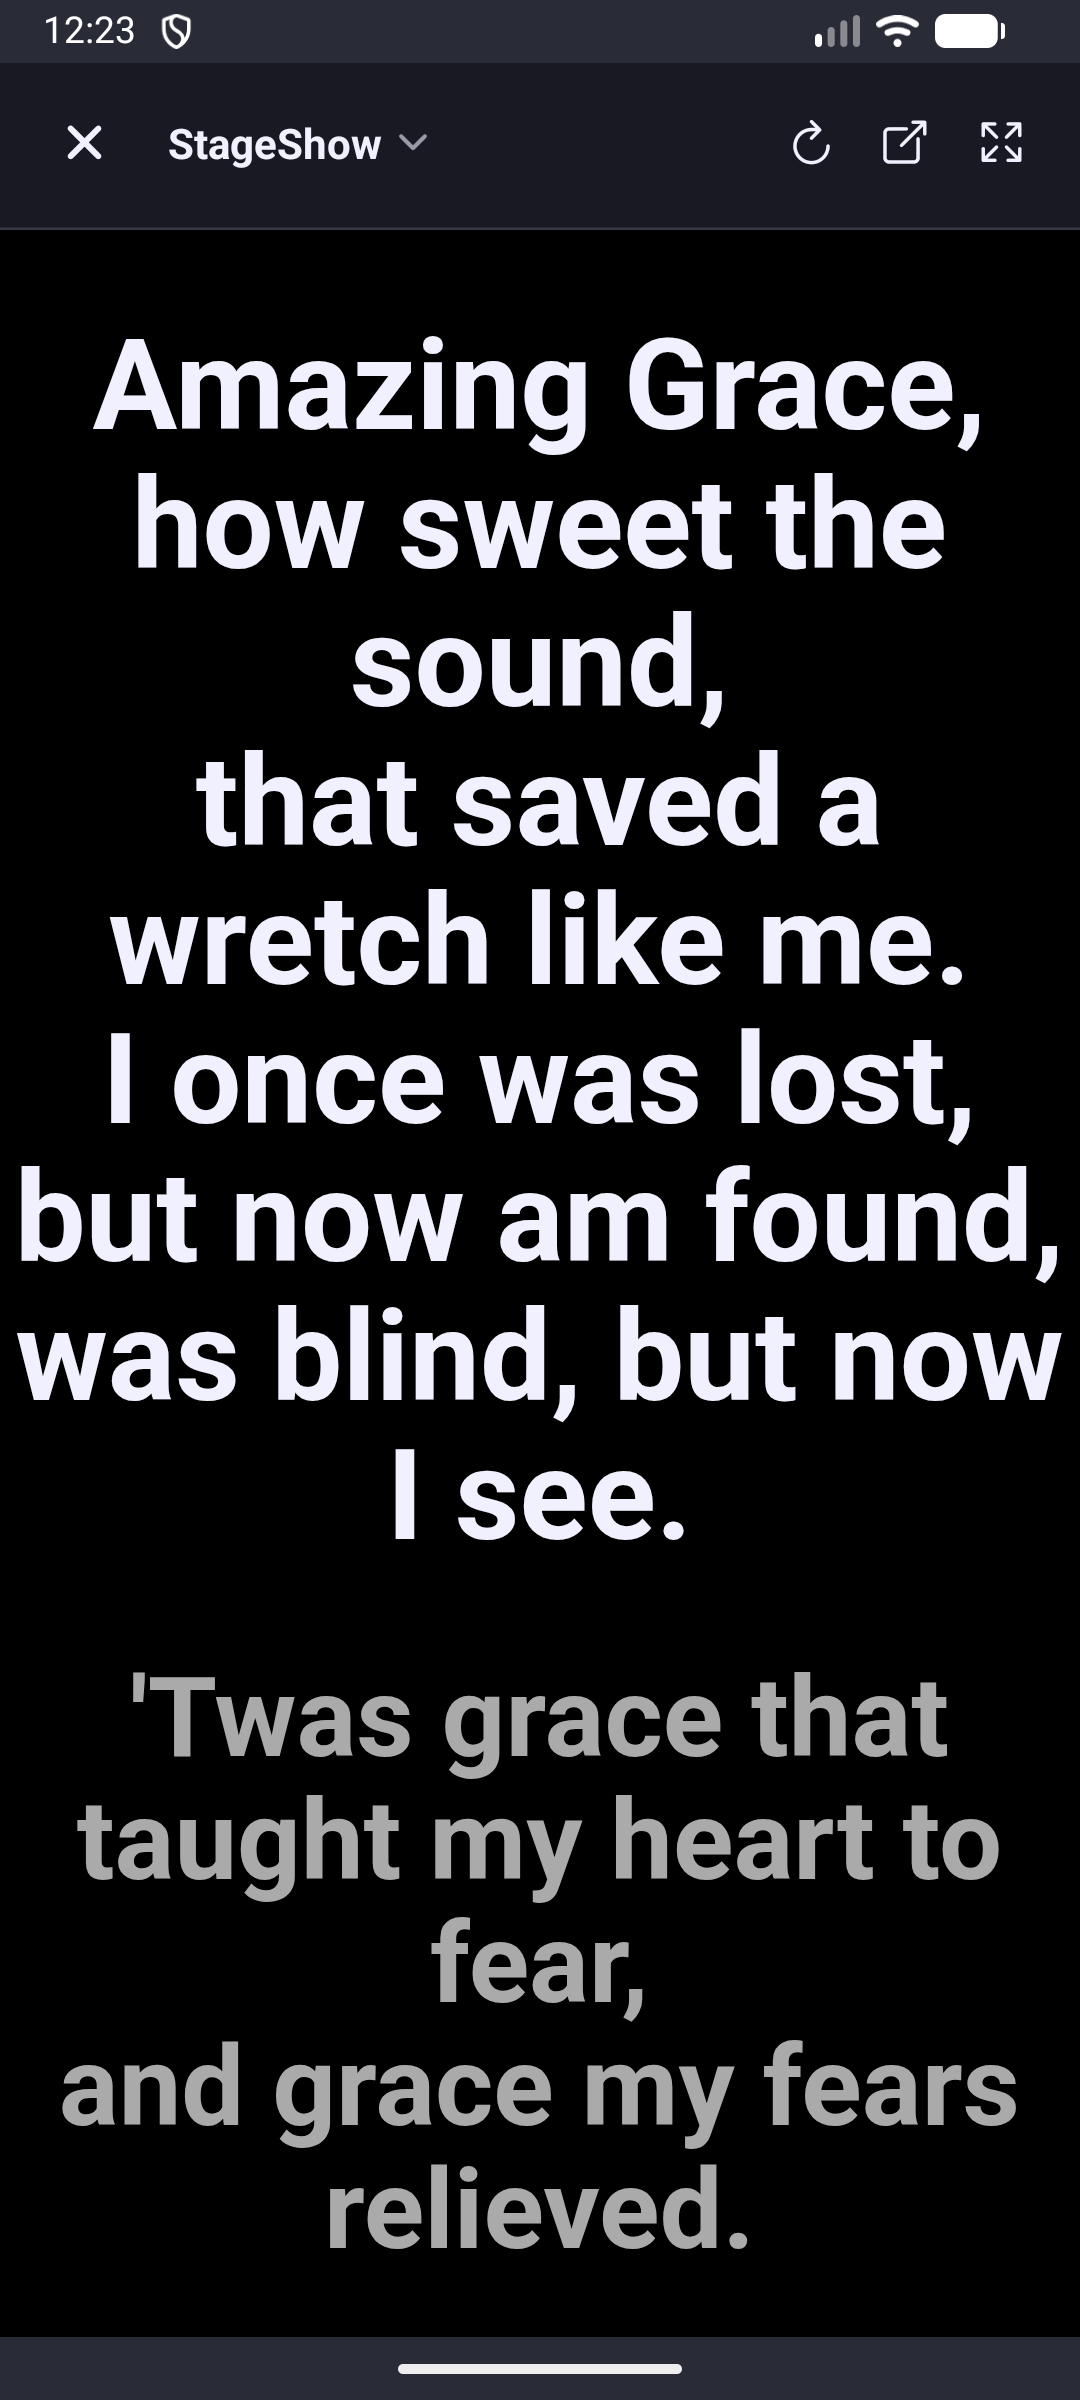 12:23
StageShow
Amazing Grace,
how sweet the
sound,
that saved a
wretch like me.
I once was lost,
but now am found,
was blind, but now
I see.
'Twas grace that
taught my heart to
fear,
and grace my fears
relieved.